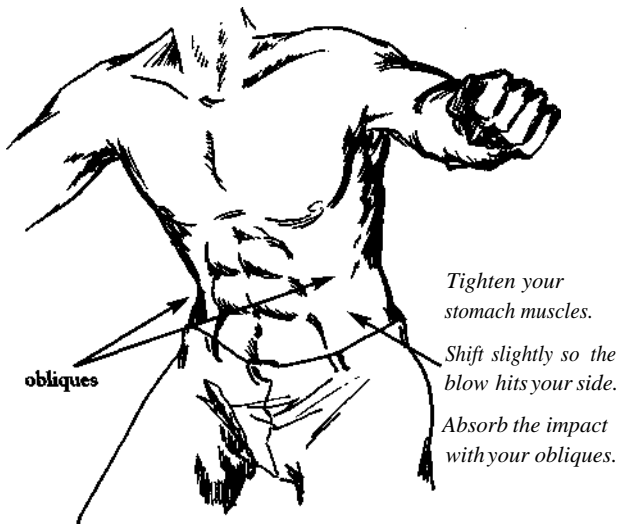 Tighten your
stomach muscles.
Shift slightly so the
blow hits your side.
obliques
Absorb the impact
with your obliques.